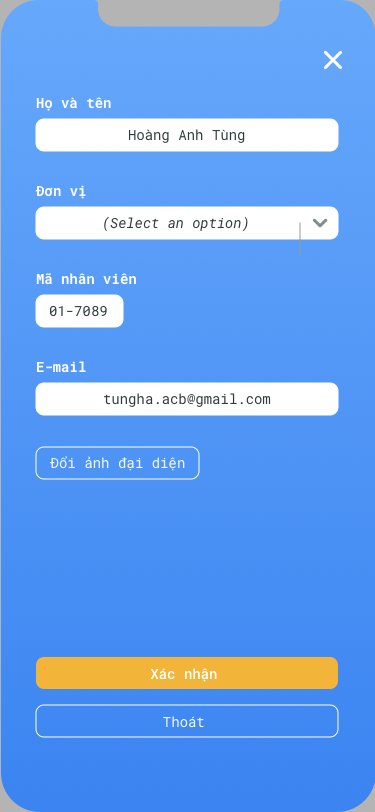 Họ và tên
Hoàng Anh Tùng
Đơn vị
(Select an option)
Mã nhân viên
01-7089
E-mail
tungha.acb@gmail.com
Đổi ảnh đại diện
Xác nhận
Thoát